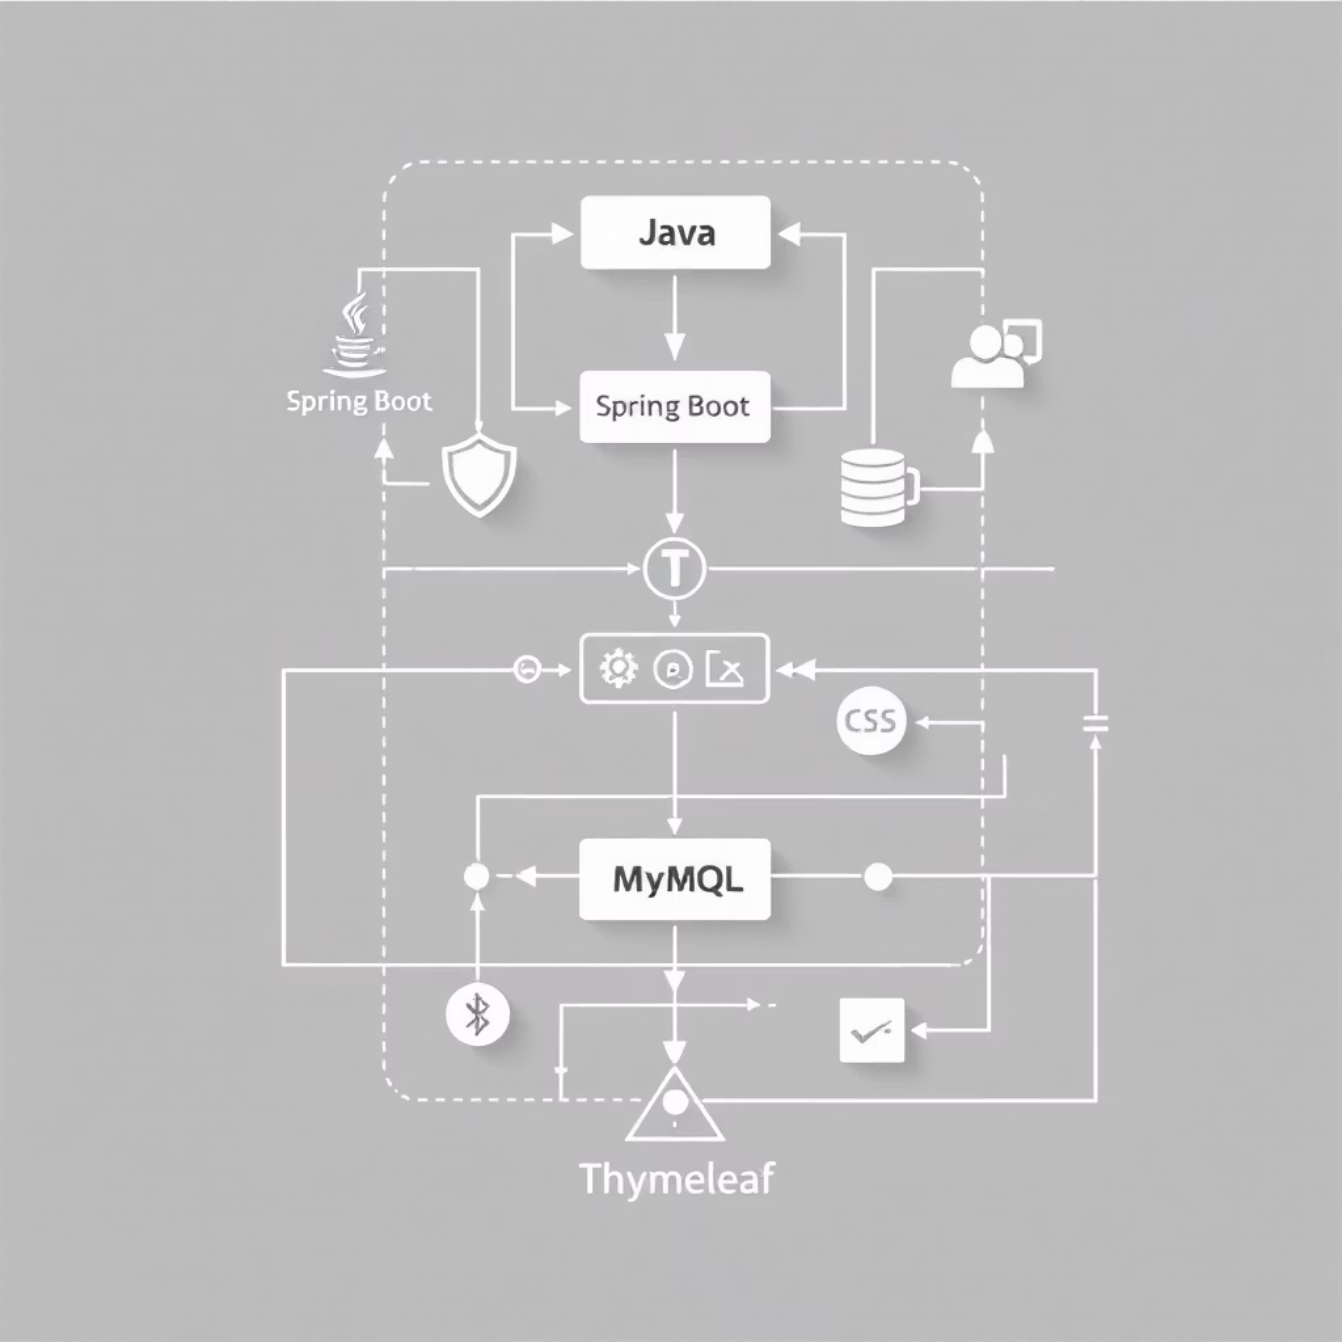 Java
Spring Boot
Spring Boot
T
CSS
MyMQL
Thymeleaf